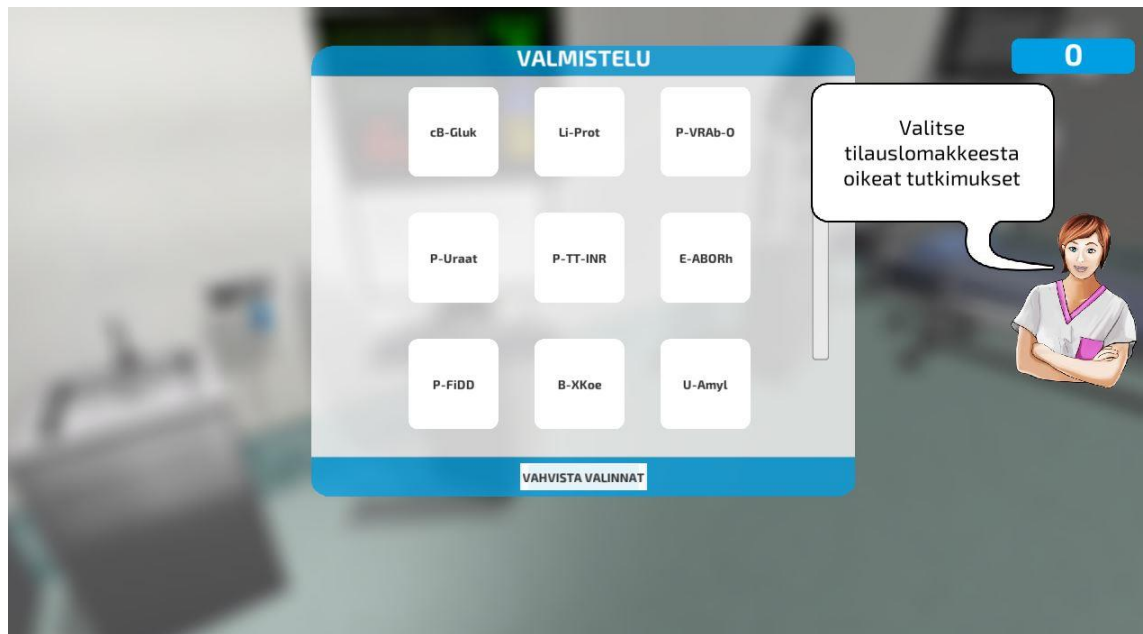 VALMISTELU
0
cB-Gluk
Li-Prot
P-VRAb-O
Valitse
tilauslomakkeesta
oikeat tutkimukset
P-Uraat
P-TT-INR
E-ABORh
P-FiDD
B-XKoe
U-Amyl
VAHVISTA VALINNAT